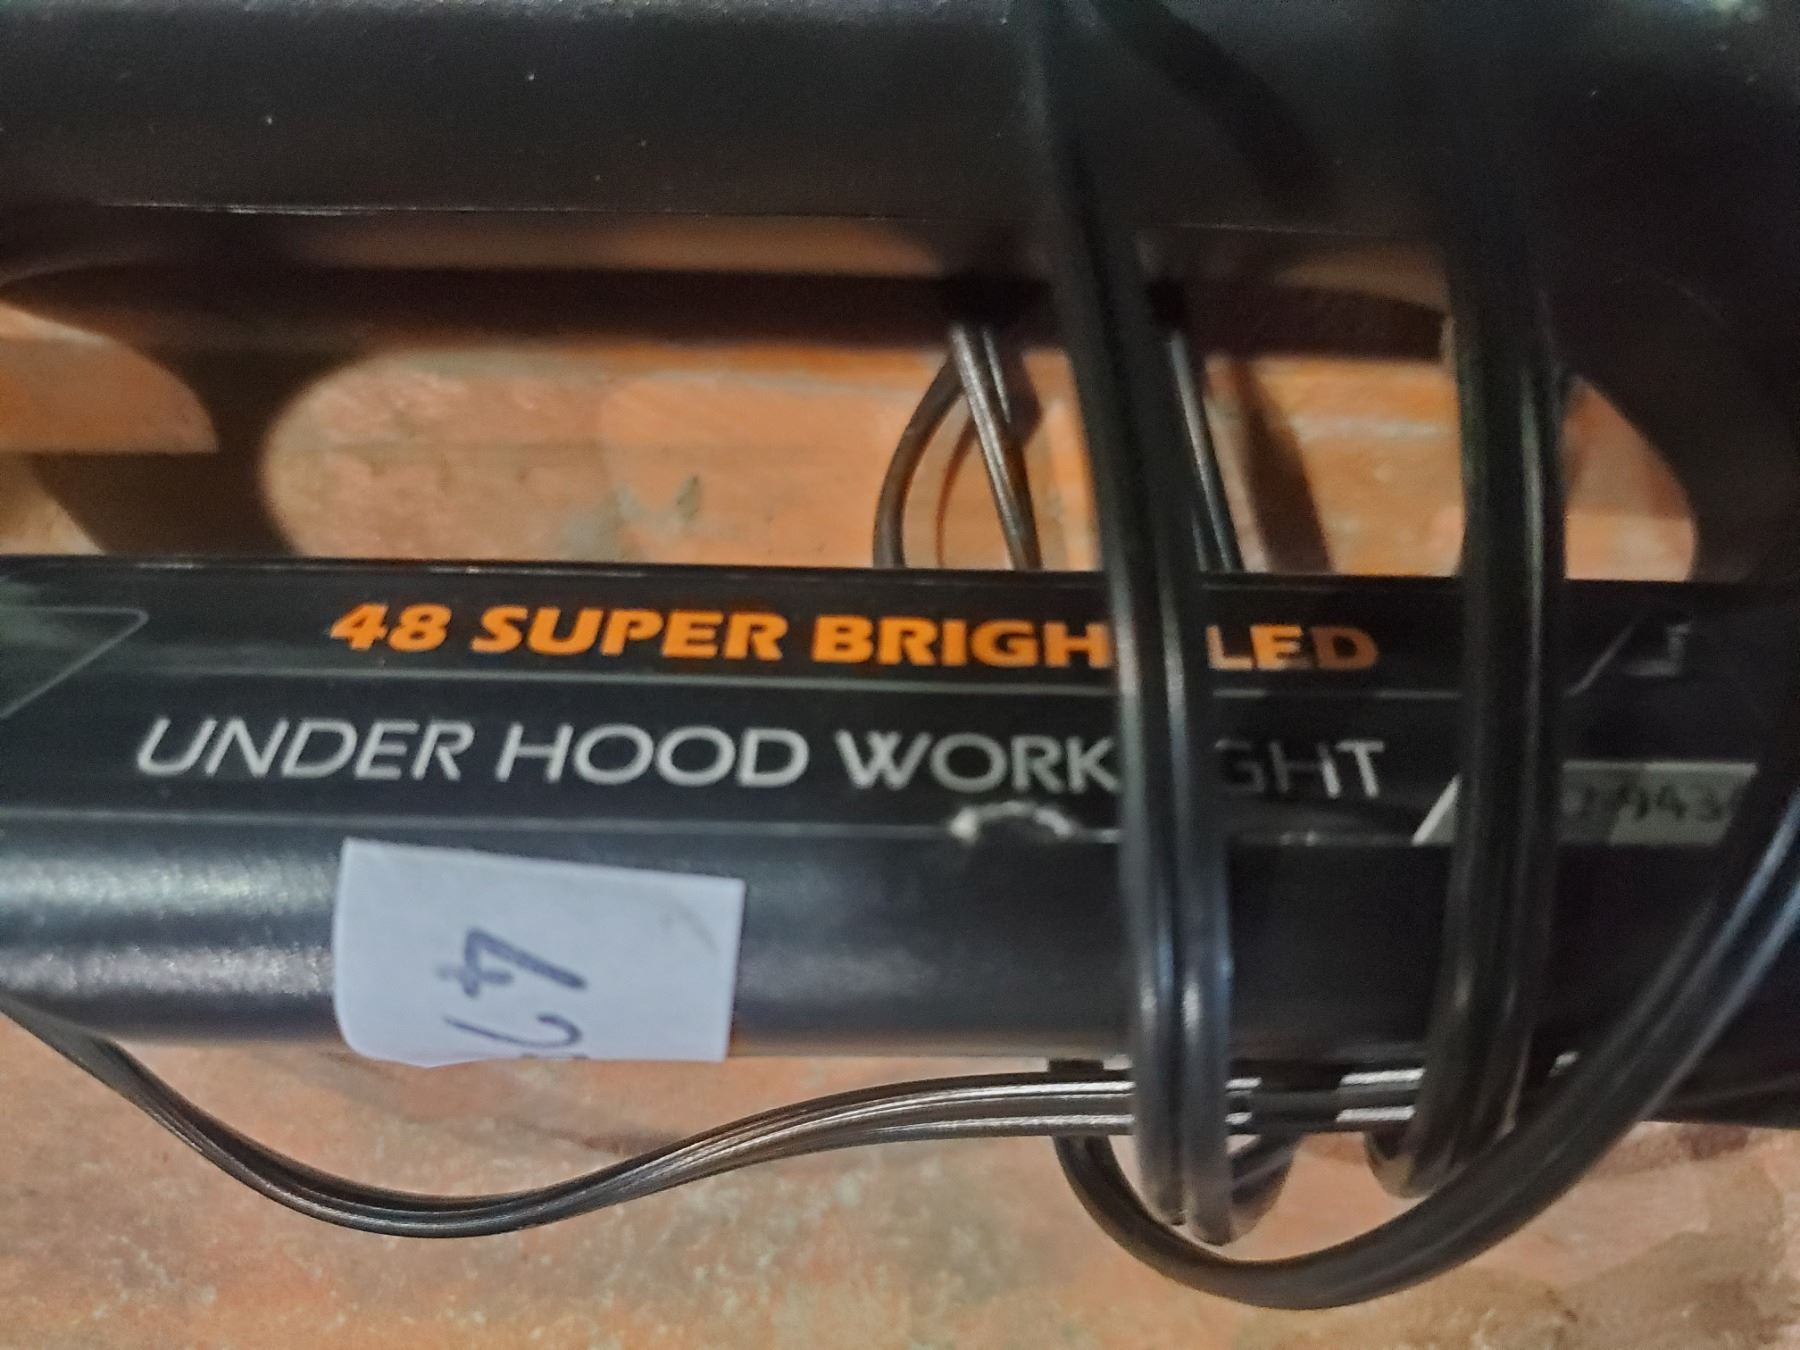 48 SUPER BRIGH LED
UNDER HOOD WORK GHT